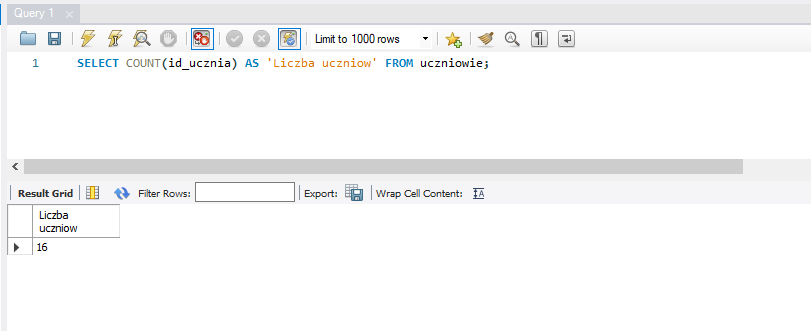 Query 1
Limit to 1000 rows
1 SELECT COUNT(id_ucznia) AS 'Liczba uczniow' FROM uczniowie;
Result Grid Filter Rows: Export: Wrap Cell Content: IA
Liczba
uczniow
16